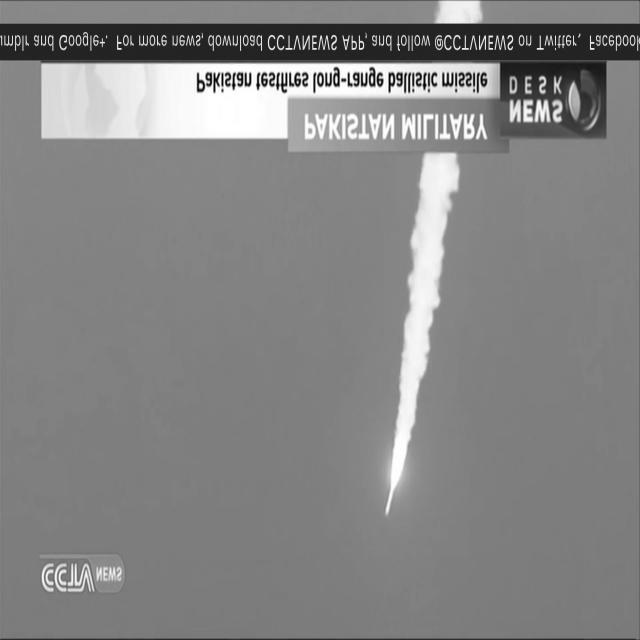 CCTV NEWS
PAKISTAN MILITARY
NEWS
DESK
Pakistan testfires long-range ballistic missile
umblr and Google+. For more news, download CCTVNEWS APP, and follow @CCTVNEWS on Twitter, Facebook